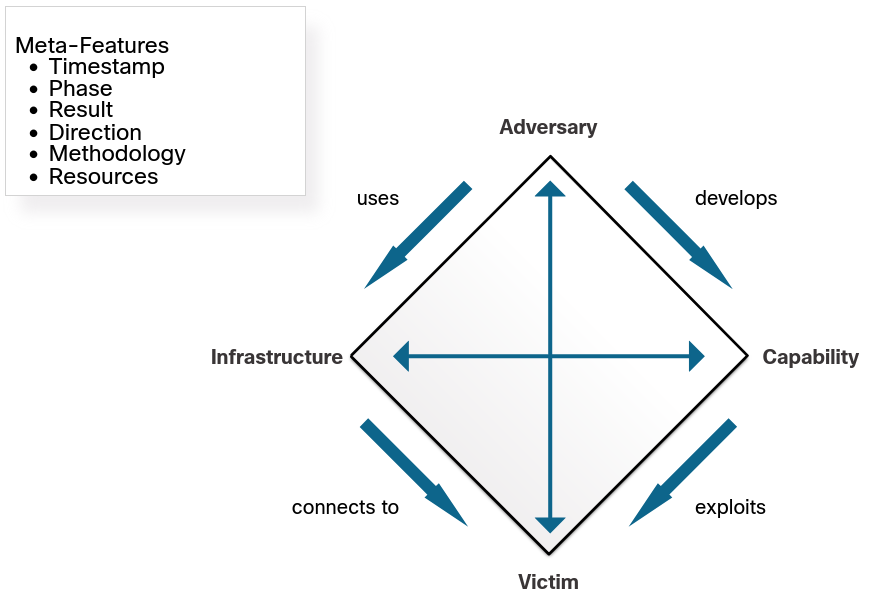 Meta-Features
• Timestamp
• Phase
• Result
• Direction
• Methodology
• Resources
Adversary
uses
develops
Infrastructure
Capability
connects to
exploits
Victim